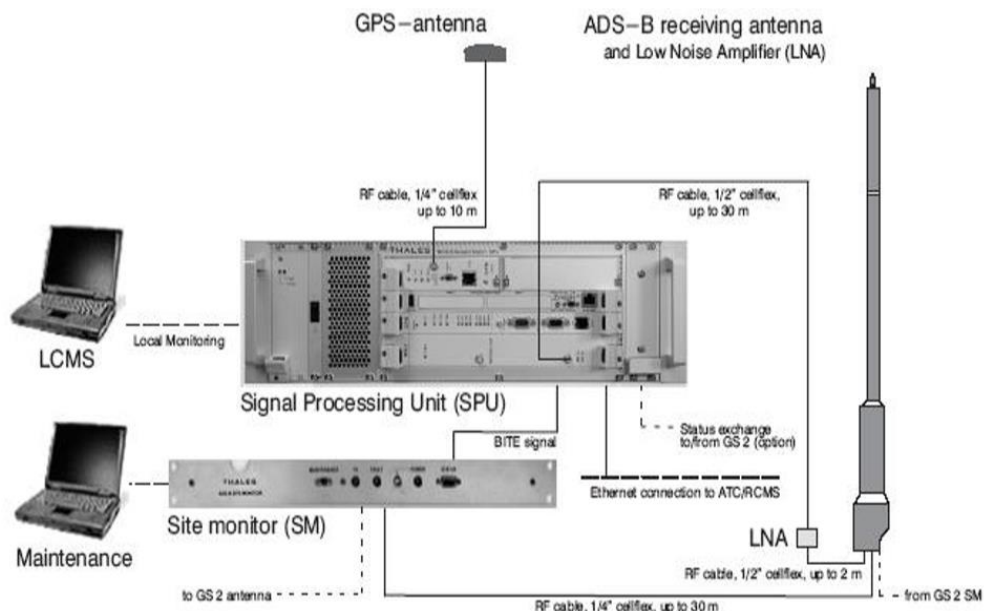 GPS-antenna
ADS-B receiving antenna
and Low Noise Amplifier (LNA)
RF cable, 1/4" cellflex
up to 10 m
RF cable, 1/2" cellflex,
up to 30 m
THALES
LCMS
Local Monitoring
Signal Processing Unit (SPU)
Status exchange
to/from GS 2 (option)
BITE signal
THALES
Ethernet connection to ATC/RCMS
Site monitor (SM)
Maintenance
LNA
RF cable, 1/2" cellflex, up to 2 m
to GS 2 antenna
from GS 2 SM
RF cable, 1/4" cellflex, up to 30 m